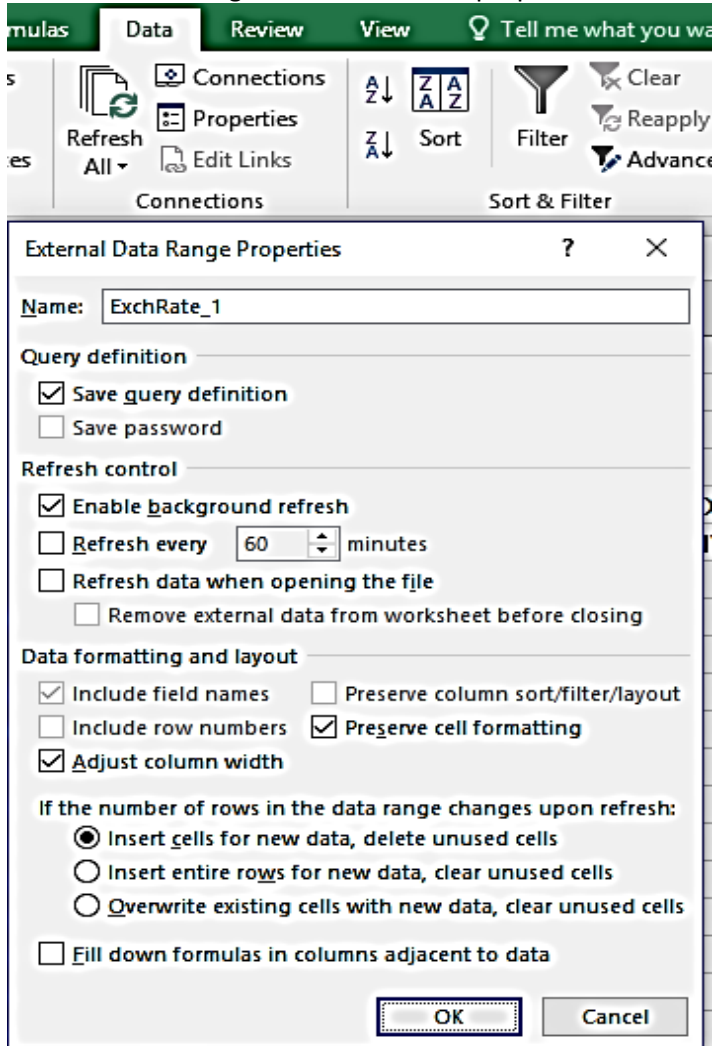 mulas Data Review View Tell me what you wa
s Connections Clear
Refresh All Properties Sort Filter Reapply
es Edit Links Advance
Connections Sort & Filter
External Data Range Properties ? X
Name: ExchRate_1
Query definition
Save query definition
Save password
Refresh control
Enable background refresh
Refresh every 60 minutes
Refresh data when opening the file
Remove external data from worksheet before closing
Data formatting and layout
Include field names Preserve column sort/filter/layout
Include row numbers Preserve cell formatting
Adjust column width
If the number of rows in the data range changes upon refresh:
Insert cells for new data, delete unused cells
Insert entire rows for new data, clear unused cells
Overwrite existing cells with new data, clear unused cells
Fill down formulas in columns adjacent to data
OK Cancel